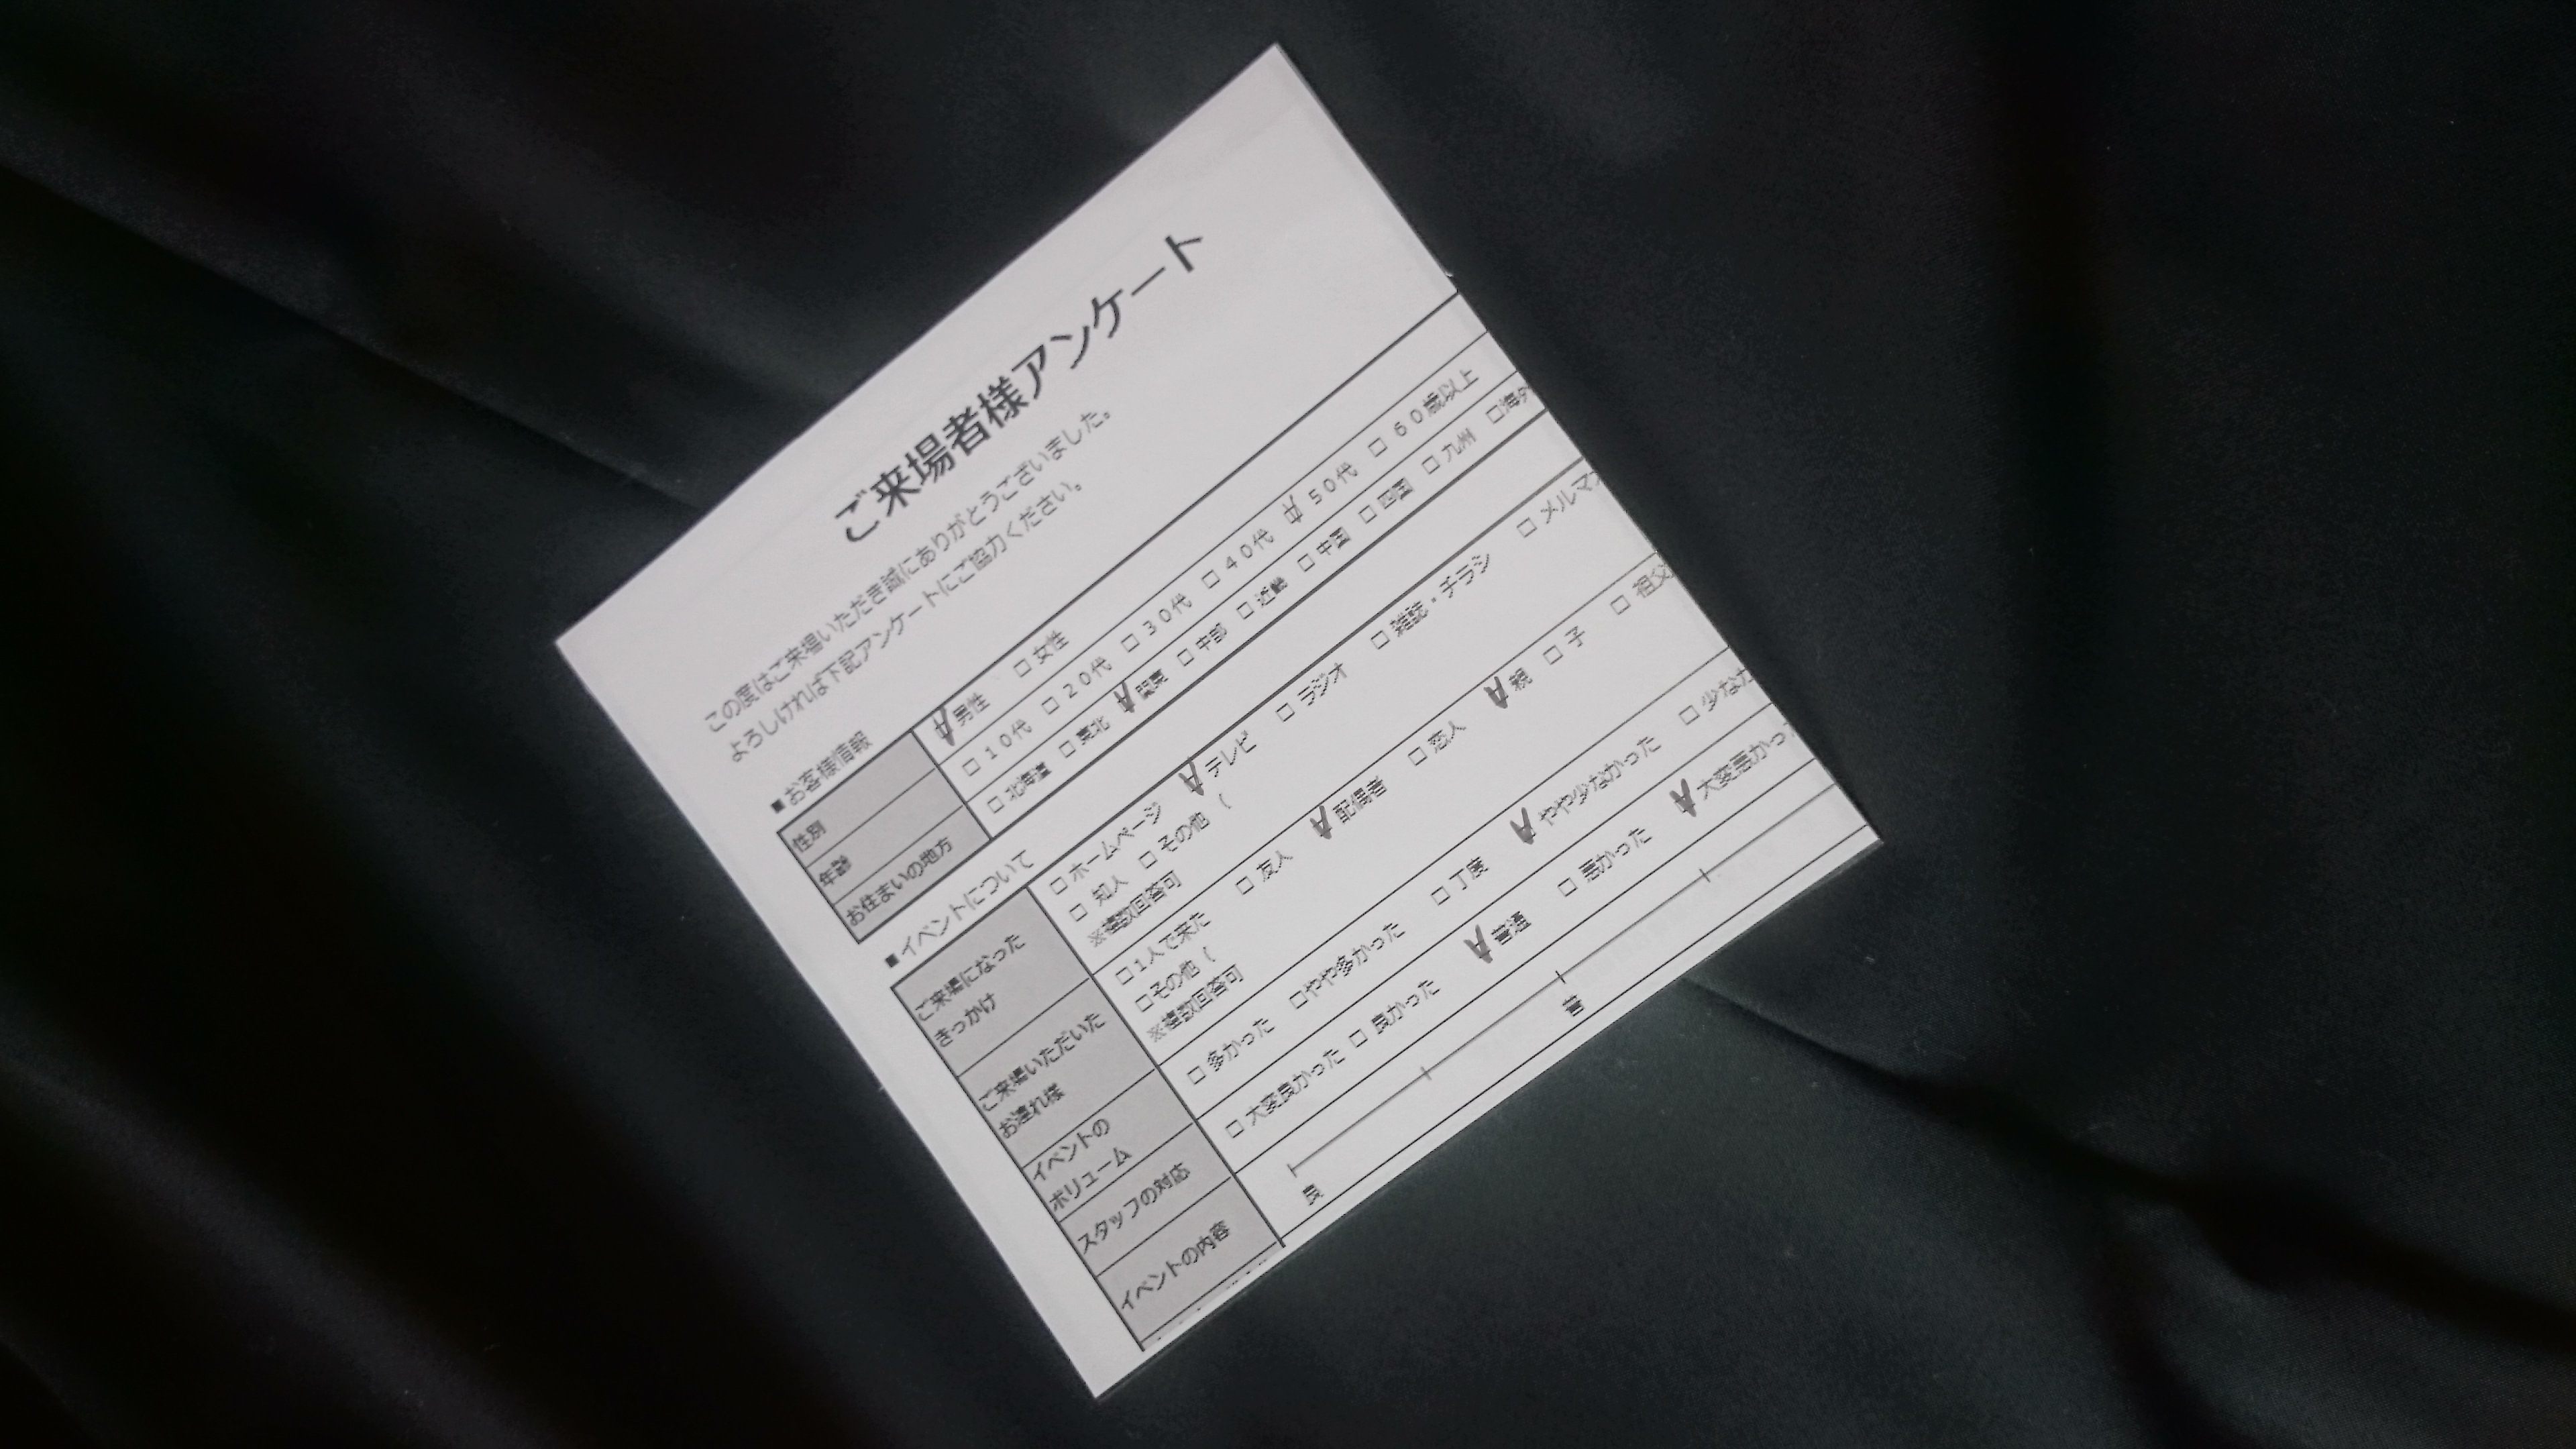 ご来場者様アンケート
この度はご来場いただき誠にありがとうございました。
よろしければ下記アンケートにご協力ください。
■お客様情報
性別 ☑男性 □女性
年齢 □10代 □20代 □30代 □40代 ☑50代 □60歳以上
お住まいの地方 □北海道 □東北 ☑関東 □中部 □近畿 □中国 □四国 □九州 □海外
■イベントについて
ご来場になった
きっかけ
□ホームページ ☑テレビ □ラジオ □雑誌・チラシ □メルマ
□知人 □その他 (
※複数回答可
ご来場いただいた
お連れ様
□1人で来た □友人 ☑配偶者 □恋人 ☑親 □子 □祖父
□その他 (
※複数回答可
イベントの
ボリューム
□多かった □やや多かった □丁度 ☑やや少なかった □少なか
スタッフの対応 □大変良かった □良かった ☑普通 □悪かった ☑大変悪かっ
イベントの内容
良